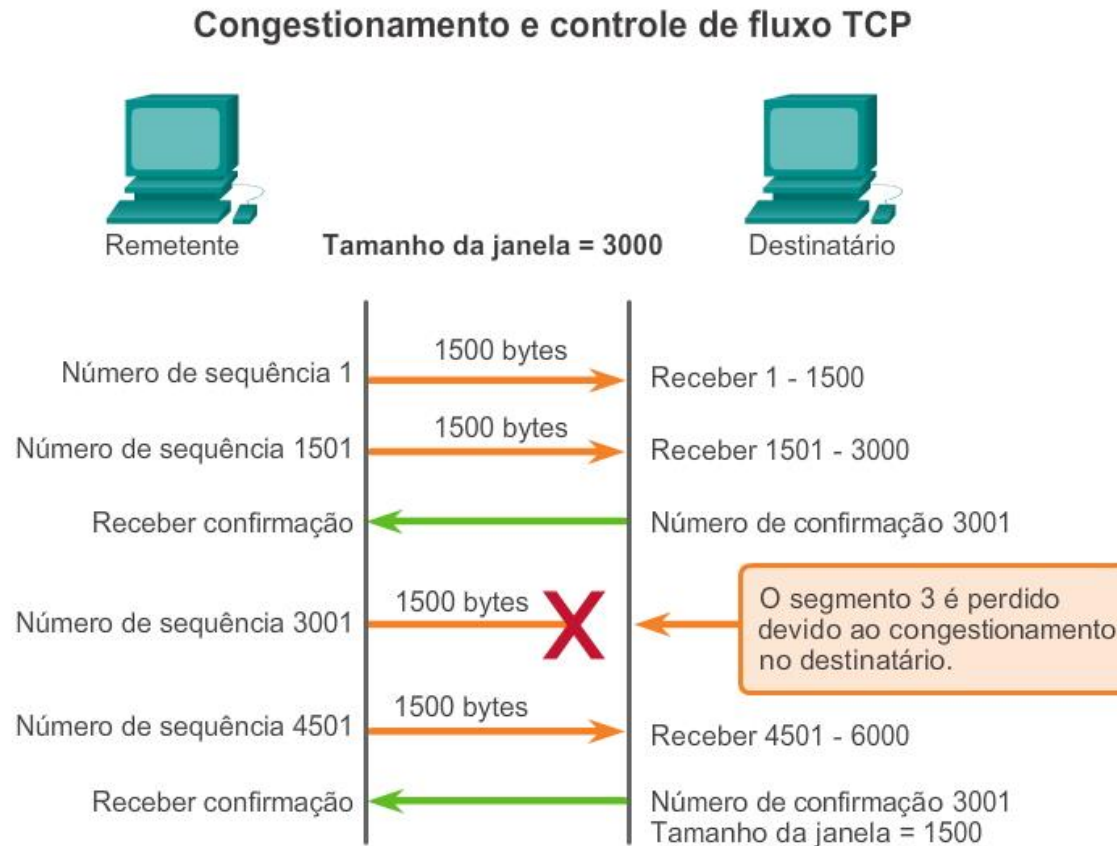 Congestionamento e controle de fluxo TCP
Remetente
Tamanho da janela = 3000
Destinatário
1500 bytes
Número de sequência 1
Receber 1 - 1500
1500 bytes
Número de sequência 1501
Receber 1501 - 3000
Receber confirmação
Número de confirmação 3001
1500 bytes
Número de sequência 3001
O segmento 3 é perdido
devido ao congestionamento
no destinatário.
1500 bytes
Número de sequência 4501
Receber 4501 - 6000
Receber confirmação
Número de confirmação 3001
Tamanho da janela = 1500